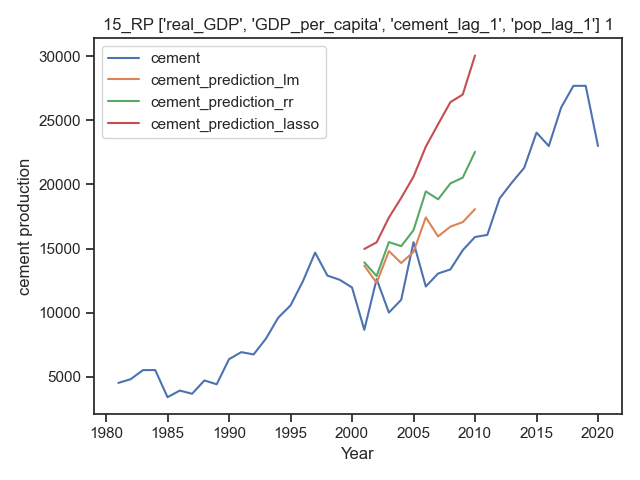 15_RP ['real_GDP', 'GDP_per_capita', 'cement_lag_1', 'pop_lag_1'] 1
cement
cement_prediction_lm
cement_prediction_rr
cement_prediction_lasso
cement production
30000
25000
20000
15000
10000
5000
1980 1985 1990 1995 2000 2005 2010 2015 2020
Year